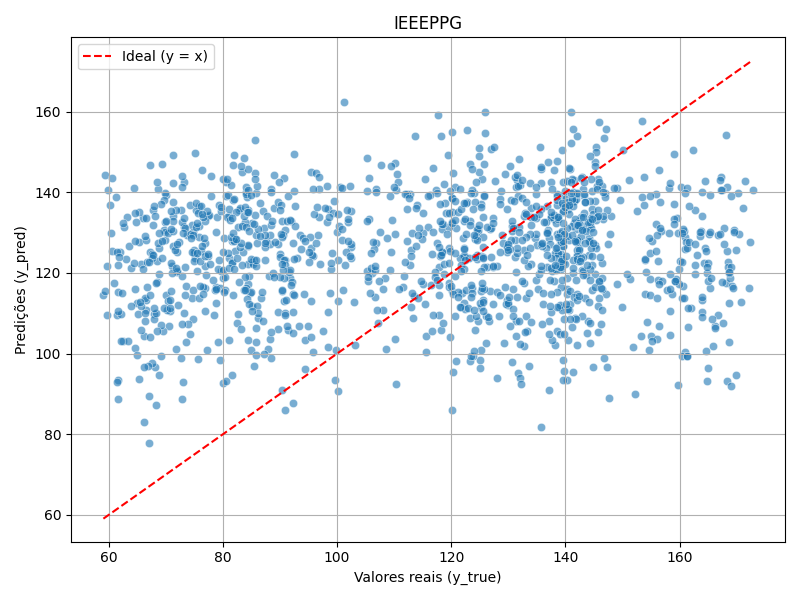 IEEEPPG
Ideal (y = x)
160
140
120
100
80
60
Predições (y_pred)
60 80 100 120 140 160
Valores reais (y_true)